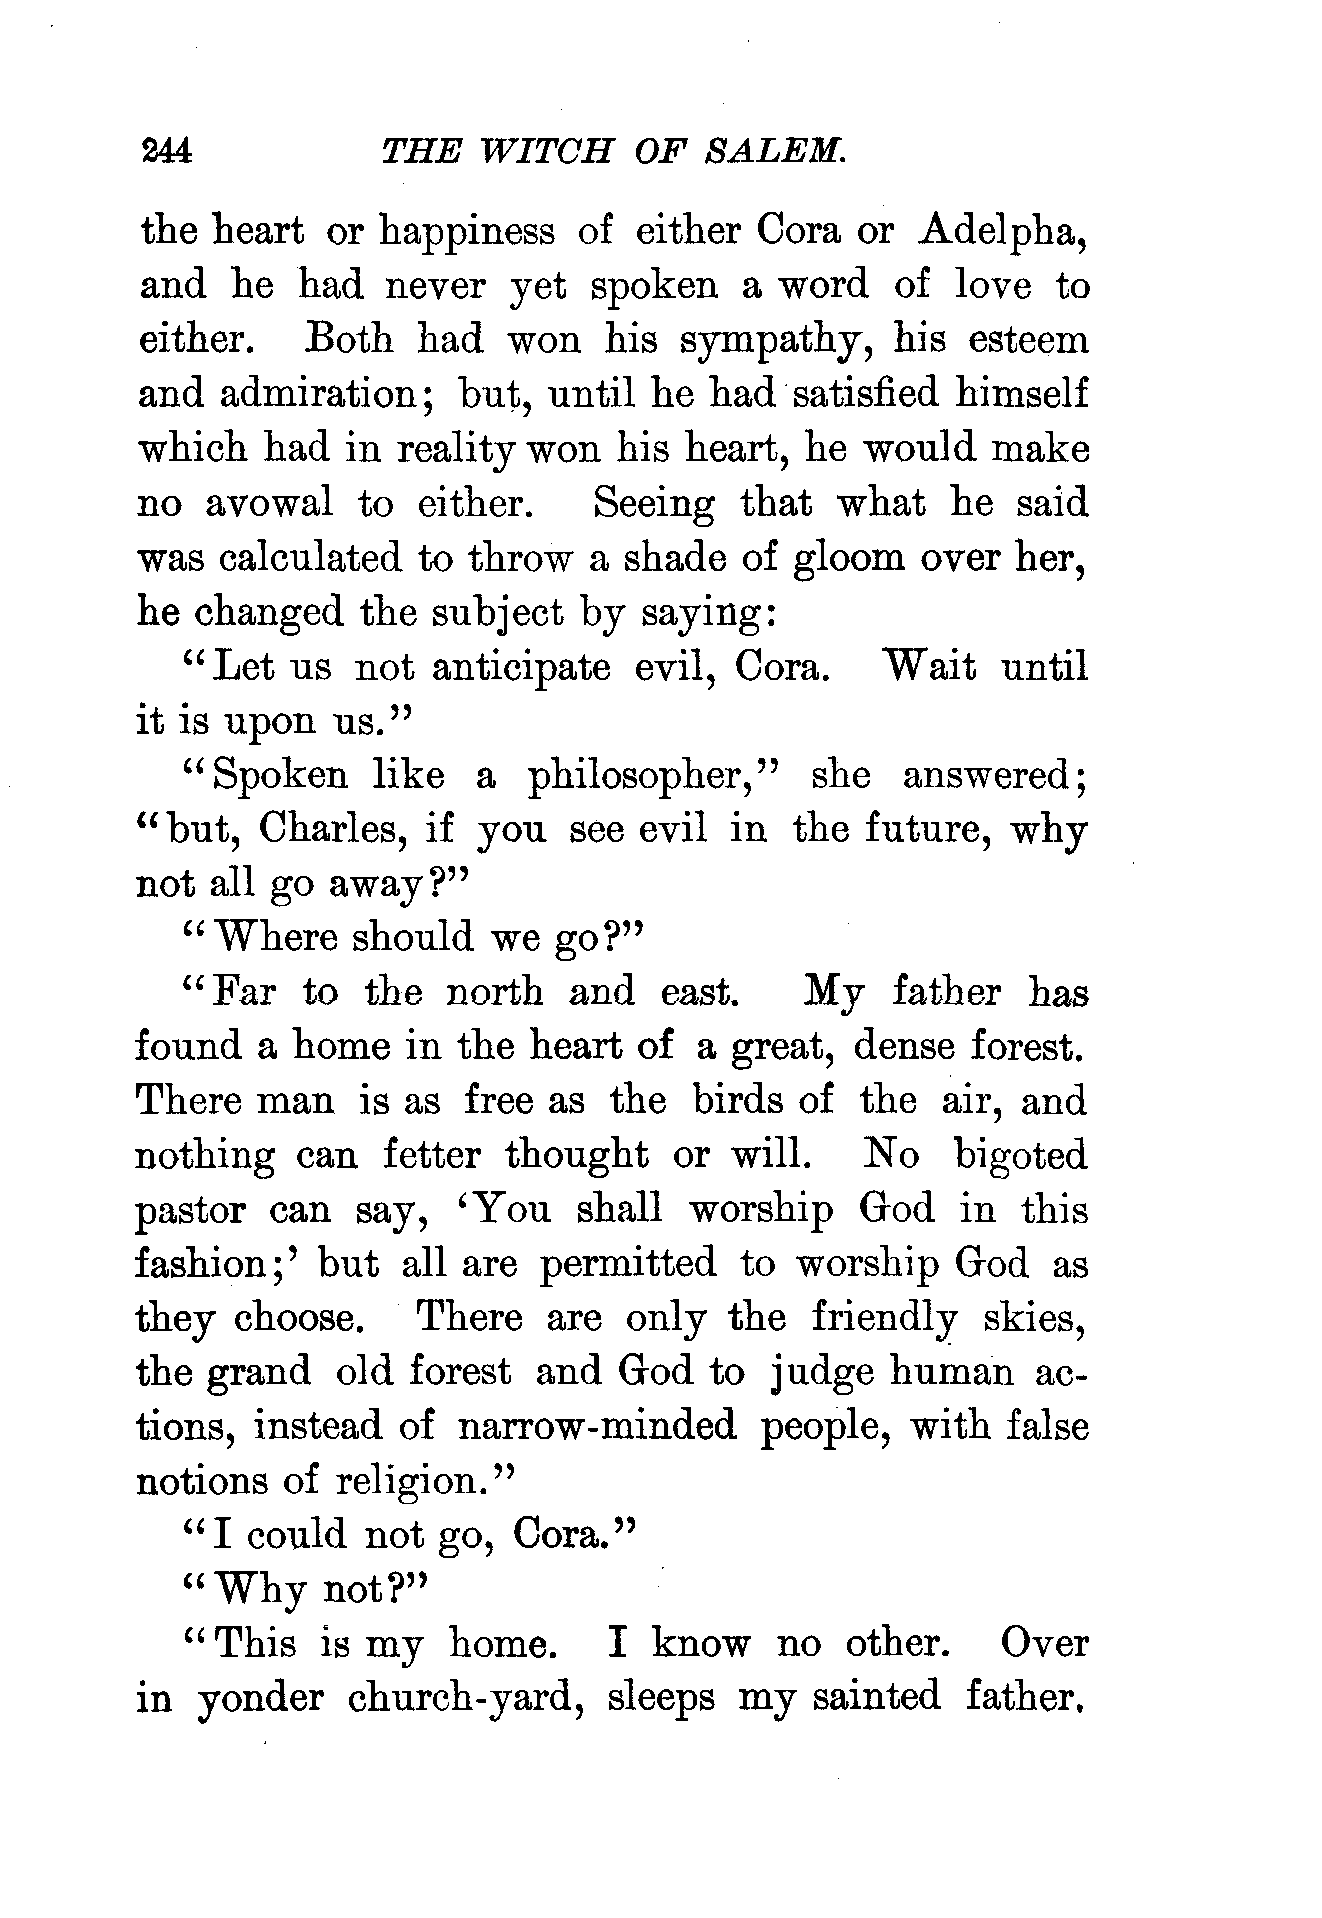 244 THE WITCH OF SALEM.
the heart or happiness of either Cora or Adelpha,
and he had never yet spoken a word of love to
either. Both had won his sympathy, his esteem
and admiration; but, until he had satisfied himself
which had in reality won his heart, he would make
no avowal to either. Seeing that what he said
was calculated to throw a shade of gloom over her,
he changed the subject by saying:
"Let us not anticipate evil, Cora. Wait until
it is upon us."
"Spoken like a philosopher," she answered;
"but, Charles, if you see evil in the future, why
not all go away?"
"Where should we go?"
"Far to the north and east. My father has
found a home in the heart of a great, dense forest.
There man is as free as the birds of the air, and
nothing can fetter thought or will. No bigoted
pastor can say, 'You shall worship God in this
fashion;' but all are permitted to worship God as
they choose. There are only the friendly skies,
the grand old forest and God to judge human ac-
tions, instead of narrow-minded people, with false
notions of religion."
"I could not go, Cora."
"Why not?"
"This is my home. I know no other. Over
in yonder church-yard, sleeps my sainted father.